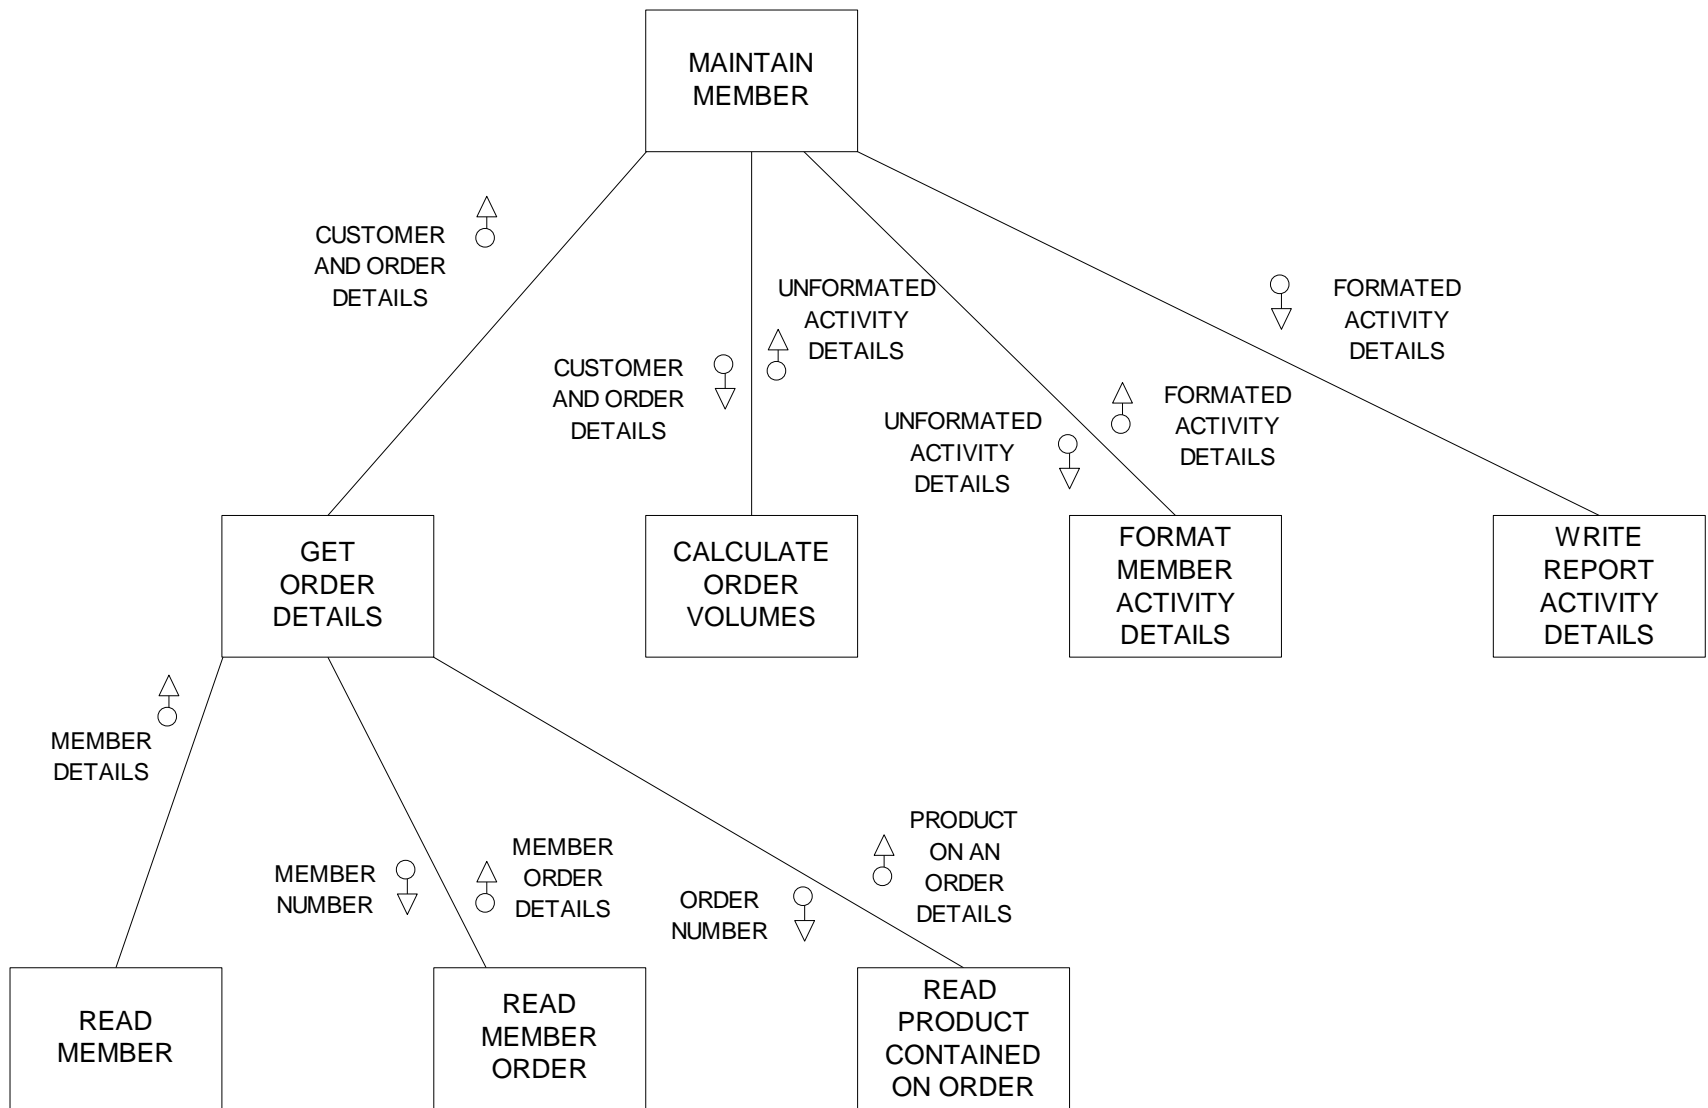 MAINTAIN
MEMBER
CUSTOMER
AND ORDER
DETAILS
UNFORMATED
ACTIVITY
DETAILS
FORMATED
ACTIVITY
DETAILS
CUSTOMER
AND ORDER
DETAILS
UNFORMATED
ACTIVITY
DETAILS
FORMATED
ACTIVITY
DETAILS
GET
ORDER
DETAILS
CALCULATE
ORDER
VOLUMES
FORMAT
MEMBER
ACTIVITY
DETAILS
WRITE
REPORT
ACTIVITY
DETAILS
MEMBER
DETAILS
MEMBER
NUMBER
MEMBER
ORDER
DETAILS
ORDER
NUMBER
PRODUCT
ON AN
ORDER
DETAILS
READ
MEMBER
READ
MEMBER
ORDER
READ
PRODUCT
CONTAINED
ON ORDER